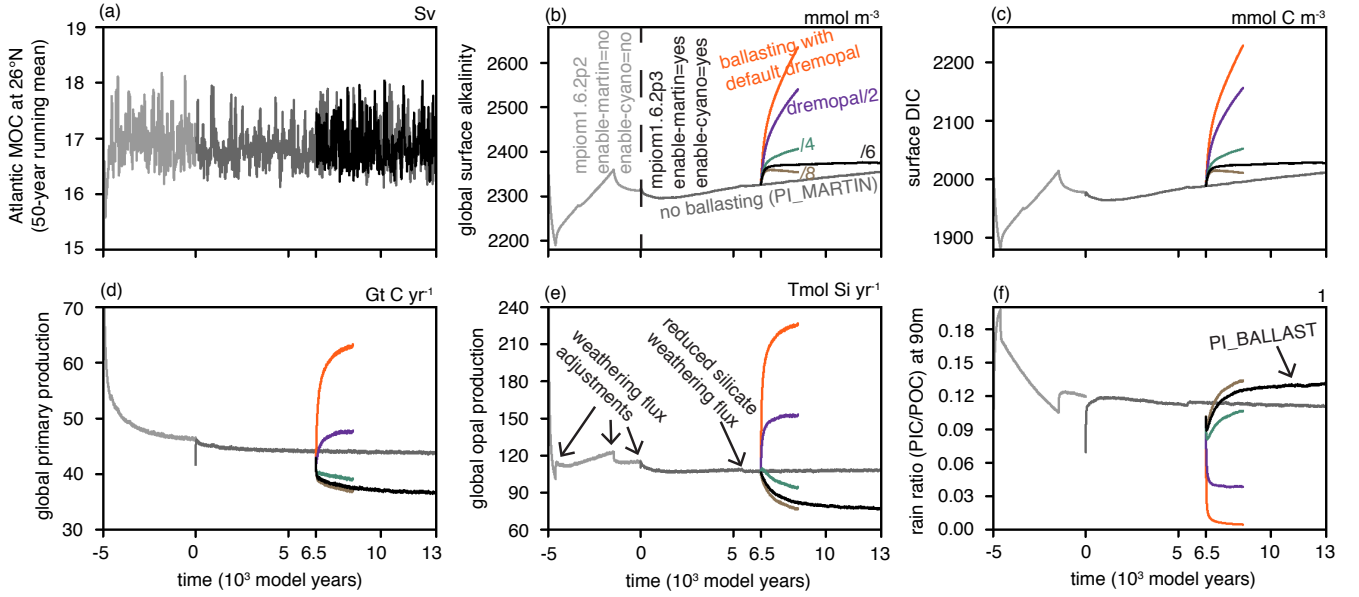 (a)
Sv
Atlantic MOC at 26°N
(50-year running mean)
19
18
17
16
15
(b)
mmol m⁻³
global surface alkalinity
2600
2500
2400
2300
2200
mpiom1.6.2p2
enable-martin=no
enable-cyano=no
mpiom1.6.2p3
enable-martin=yes
enable-cyano=yes
ballasting with
default dremopal
dremopal/2
/4
/6
/8
no ballasting (PI_MARTIN)
(c)
mmol C m⁻³
surface DIC
2200
2100
2000
1900
(d)
Gt C yr⁻¹
global primary production
70
60
50
40
30
-5 0 5 6.5 10 13
time (10³ model years)
(e)
Tmol Si yr⁻¹
global opal production
240
210
180
150
120
90
60
weathering flux
adjustments
reduced silicate
weathering flux
-5 0 5 6.5 10 13
time (10³ model years)
(f)
1
rain ratio (PIC/POC) at 90m
0.18
0.15
0.12
0.09
0.06
0.03
0.00
PI_BALLAST
-5 0 5 6.5 10 13
time (10³ model years)